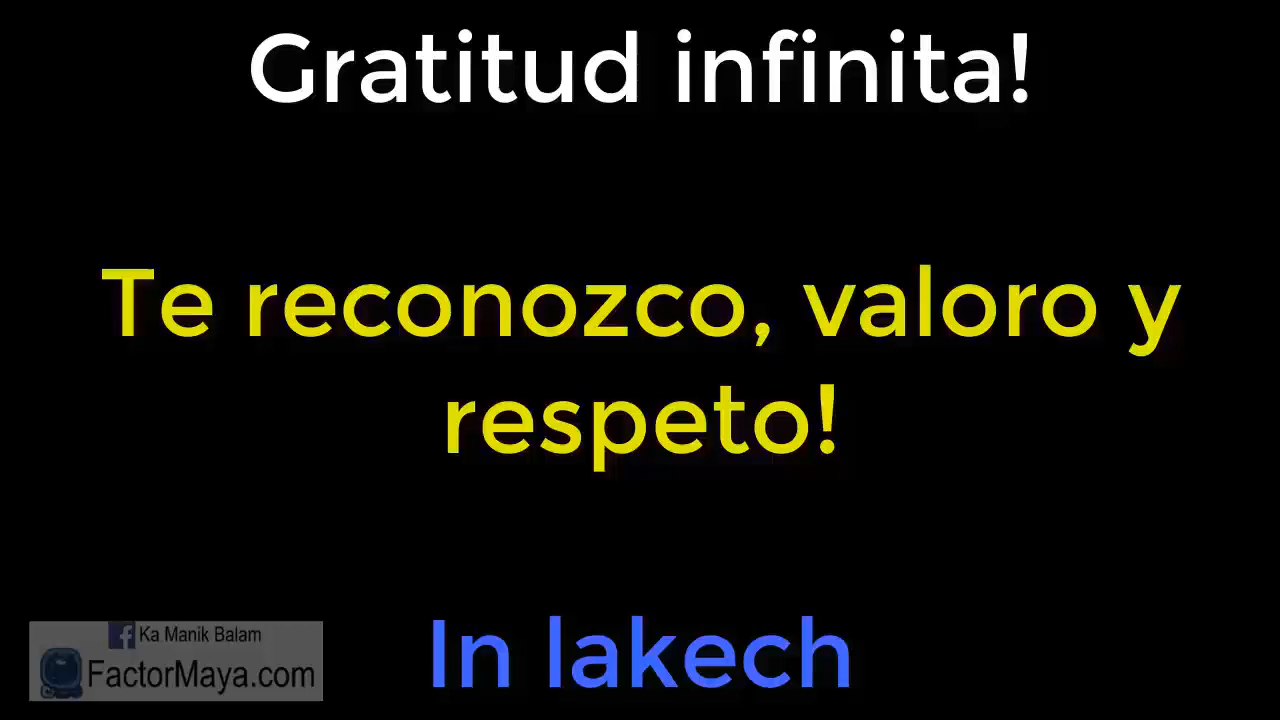 Gratitud infinita!
Te reconozco, valoro y
respeto!
In lakech
Ka Manik Balam
FactorMaya.com